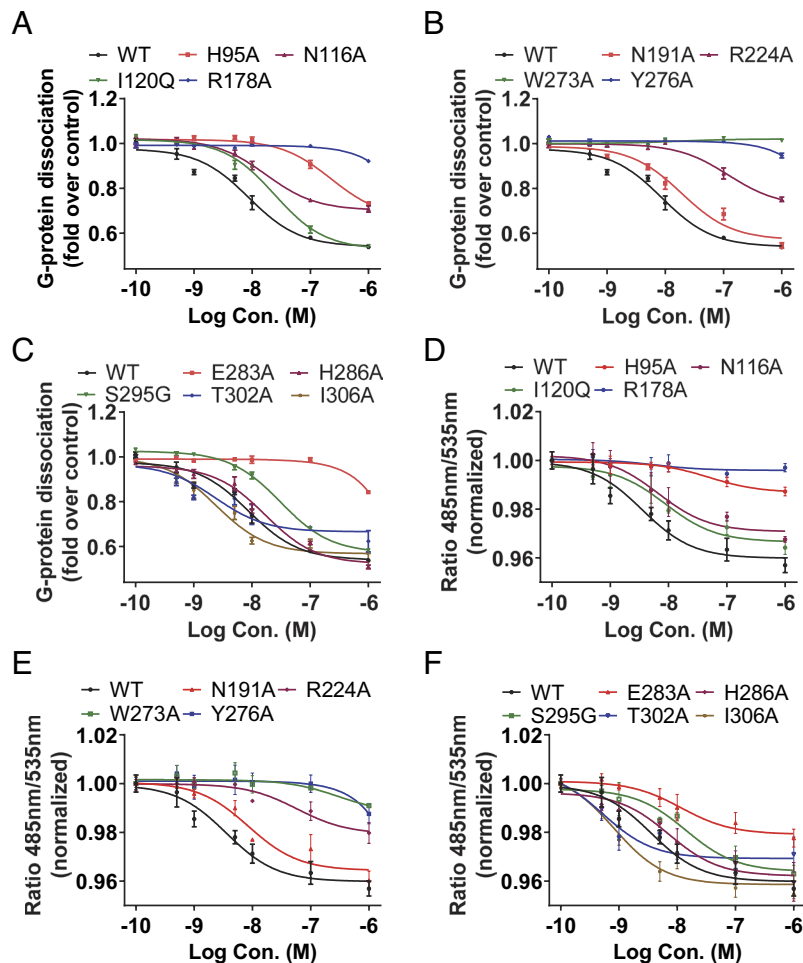 A
WT H95A N116A
I120Q R178A
G-protein dissociation
(fold over control)
1.2
1.0
0.8
0.6
-10 -9 -8 -7 -6
Log Con. (M)
B
WT N191A R224A
W273A Y276A
G-protein dissociation
(fold over control)
1.2
1.0
0.8
0.6
-10 -9 -8 -7 -6
Log Con. (M)
C
WT E283A H286A
S295G T302A I306A
G-protein dissociation
(fold over control)
1.2
1.0
0.8
0.6
-10 -9 -8 -7 -6
Log Con. (M)
D
WT H95A N116A
I120Q R178A
Ratio 485nm/535nm
(normalized)
1.02
1.00
0.98
0.96
-10 -9 -8 -7 -6
Log Con. (M)
E
WT N191A R224A
W273A Y276A
Ratio 485nm/535nm
(normalized)
1.02
1.00
0.98
0.96
-10 -9 -8 -7 -6
Log Con. (M)
F
WT E283A H286A
S295G T302A I306A
Ratio 485nm/535nm
(normalized)
1.02
1.00
0.98
0.96
-10 -9 -8 -7 -6
Log Con. (M)